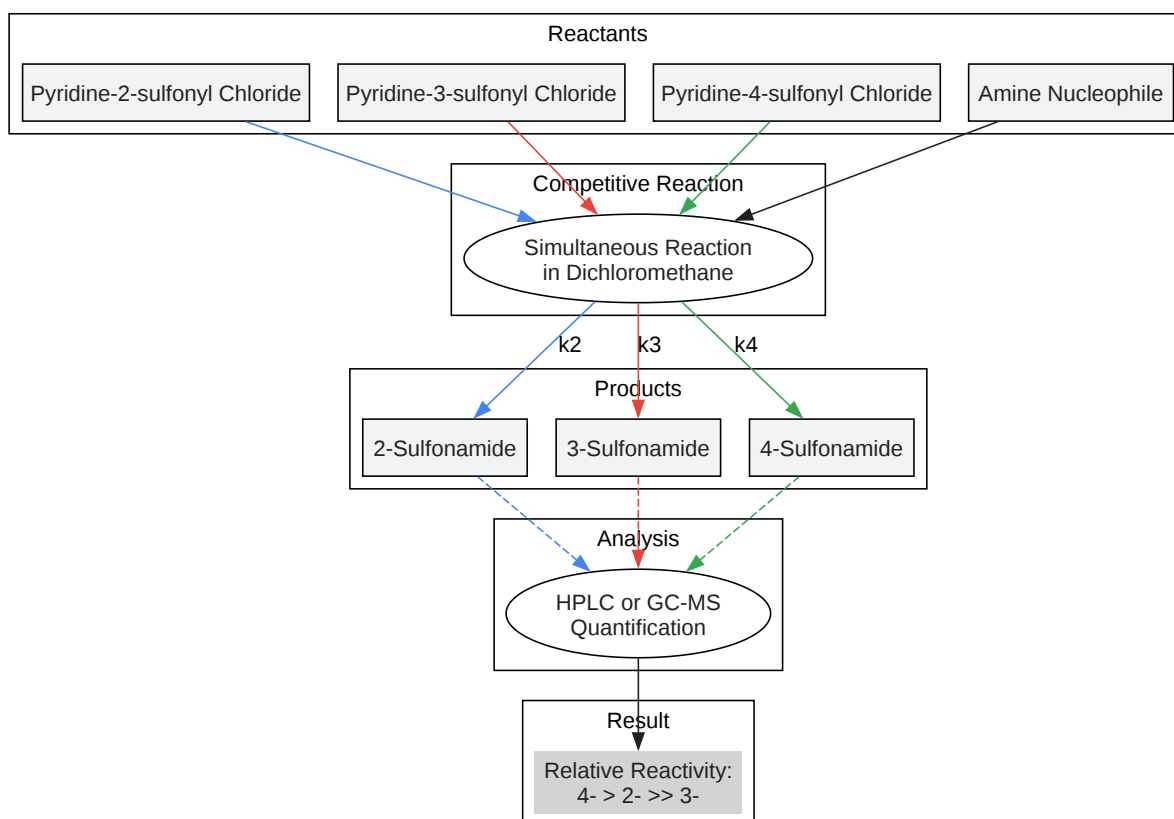 Reactants
Pyridine-2-sulfonyl Chloride
Pyridine-3-sulfonyl Chloride
Pyridine-4-sulfonyl Chloride
Amine Nucleophile
Competitive Reaction
Simultaneous Reaction
in Dichloromethane
k2
k3
k4
Products
2-Sulfonamide
3-Sulfonamide
4-Sulfonamide
Analysis
HPLC or GC-MS
Quantification
Result
Relative Reactivity:
4- > 2- >> 3-